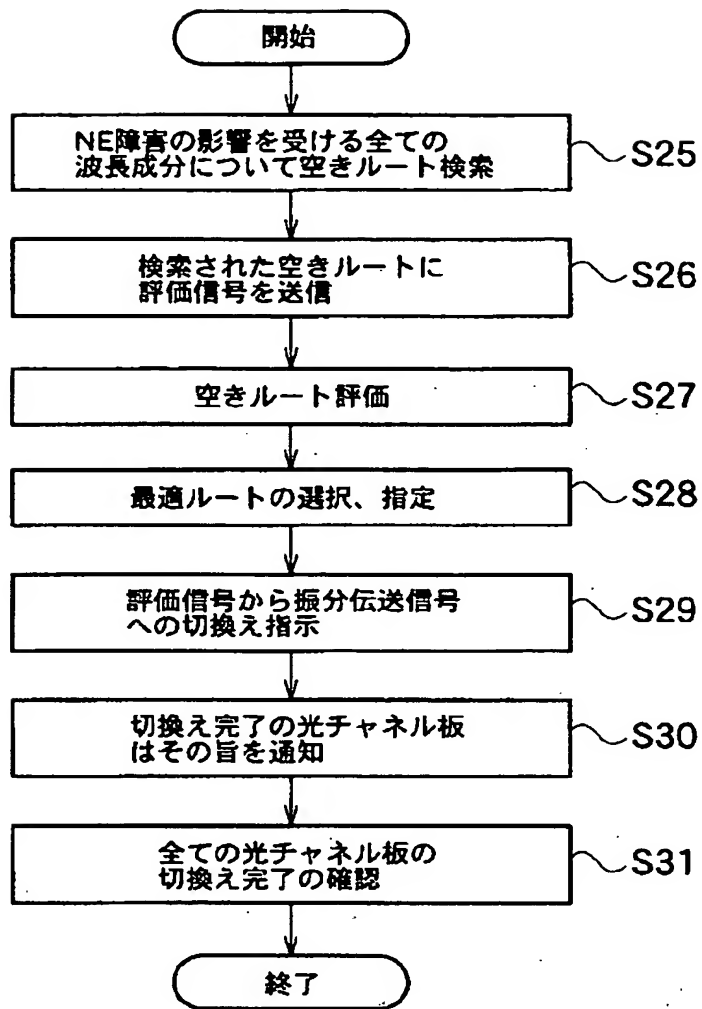 開始
NE障害の影響を受ける全ての
波長成分について空きルート検索
S25
検索された空きルートに
評価信号を送信
S26
空きルート評価
S27
最適ルートの選択、指定
S28
評価信号から振分伝送信号
への切換え指示
S29
切換え完了の光チャネル板
はその旨を通知
S30
全ての光チャネル板の
切換え完了の確認
S31
終了